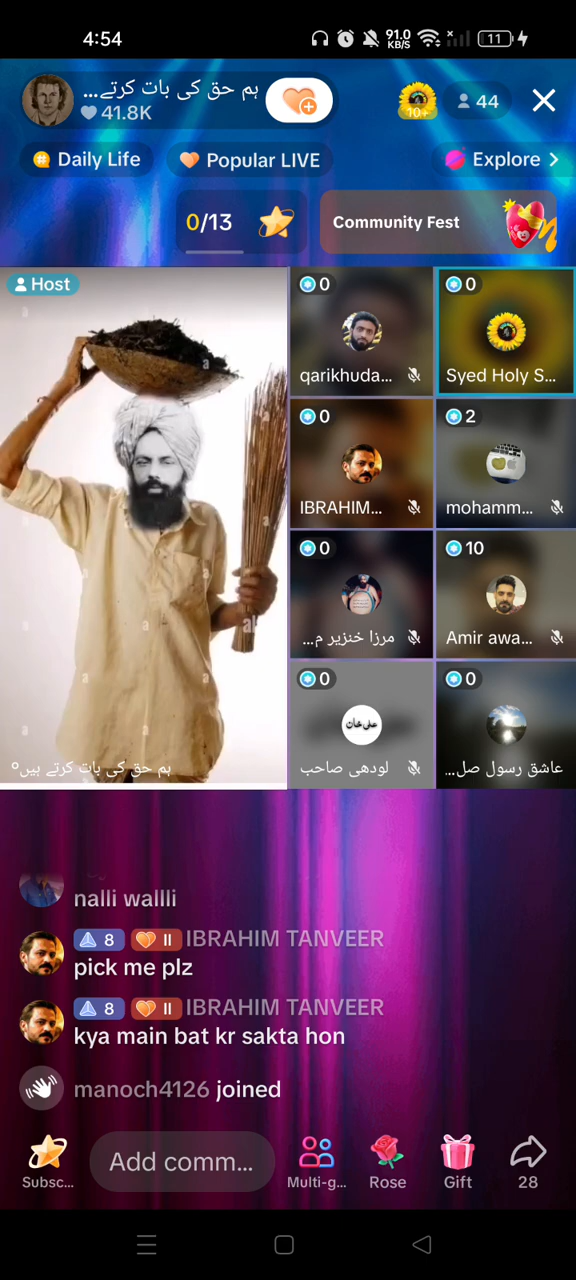 4:54
91.0
KB/S
11
ہم حق کی بات کرتے...
41.8K
10+
44
Daily Life
Popular LIVE
Explore
0/13
Community Fest
Host
0
qarikhuda...
0
Syed Holy S...
0
IBRAHIM...
2
mohamm...
0
مرزا خنزیر م...
10
Amir awa...
0
علی خان
لودھی صاحب
0
عاشق رسول صل...
ہم حق کی بات کرتے ہیں°
nalli wallli
8 II IBRAHIM TANVEER
pick me plz
8 II IBRAHIM TANVEER
kya main bat kr sakta hon
manoch4126 joined
Subsc...
Add comm...
Multi-g...
Rose
Gift
28